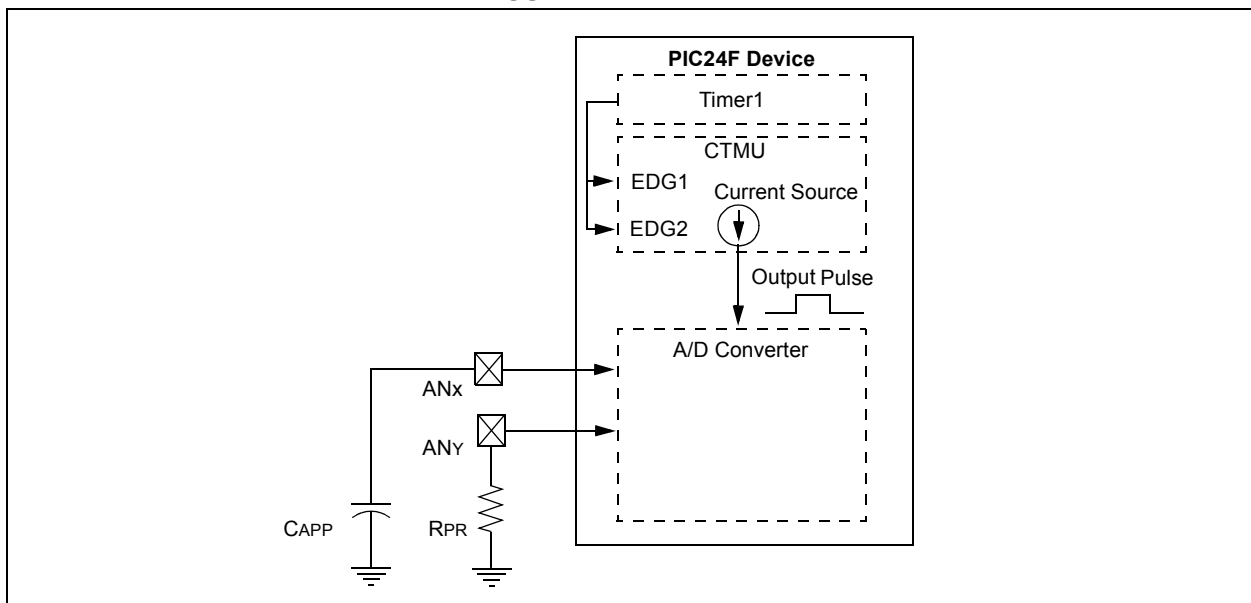 PIC24F Device
Timer1
CTMU
EDG1
Current Source
EDG2
Output Pulse
A/D Converter
ANX
ANY
CAPP
RPR